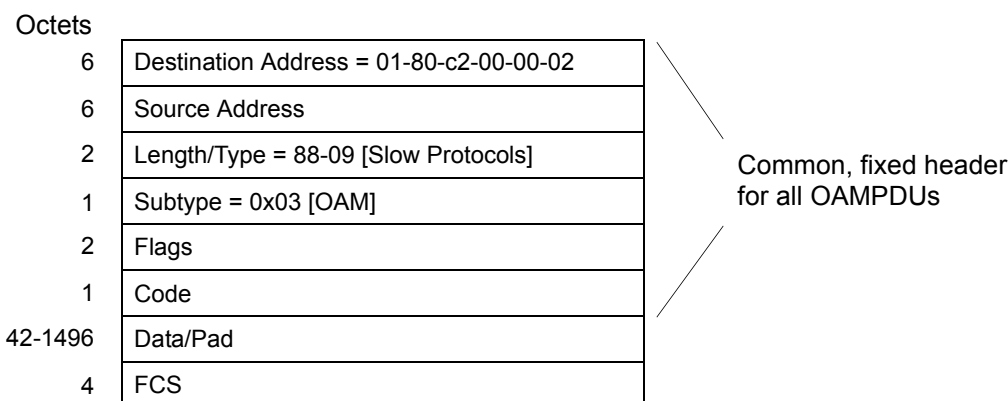 Octets
6 Destination Address = 01-80-c2-00-00-02
6 Source Address
2 Length/Type = 88-09 [Slow Protocols]
1 Subtype = 0x03 [OAM]
2 Flags
1 Code
42-1496 Data/Pad
4 FCS
Common, fixed header
for all OAMPDUs